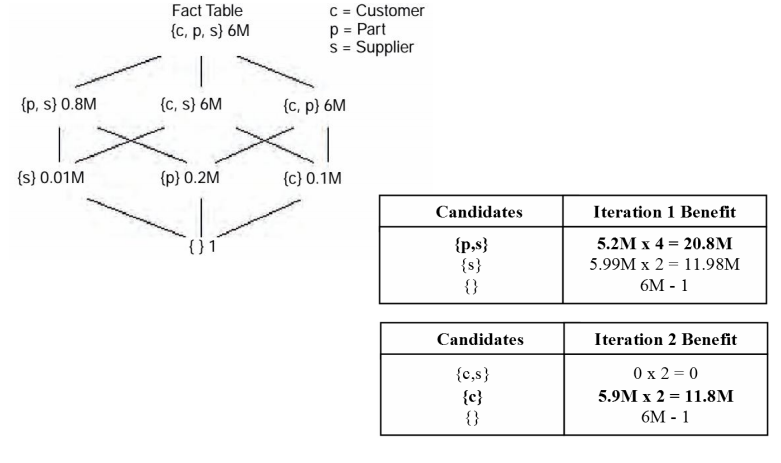 Fact Table
{c, p, s} 6M
c = Customer
p = Part
s = Supplier
{p, s} 0.8M {c, s} 6M {c, p} 6M
{s} 0.01M {p} 0.2M {c} 0.1M
{ } 1
Candidates Iteration 1 Benefit
{p,s} 5.2M x 4 = 20.8M
{s} 5.99M x 2 = 11.98M
{} 6M - 1
Candidates Iteration 2 Benefit
{c,s} 0 x 2 = 0
{c} 5.9M x 2 = 11.8M
{} 6M - 1